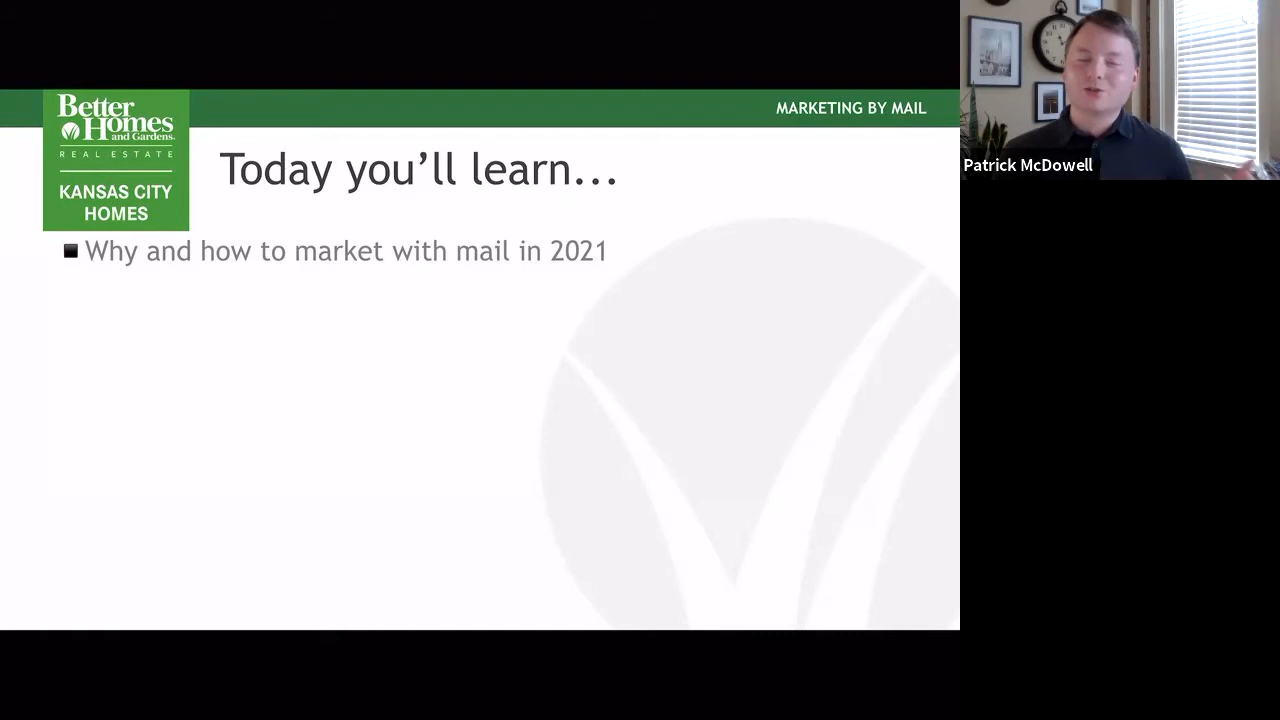 Better
Homes
and Gardens
REAL ESTATE
KANSAS CITY
HOMES
MARKETING BY MAIL
Today you’ll learn...
Why and how to market with mail in 2021
Patrick McDowell